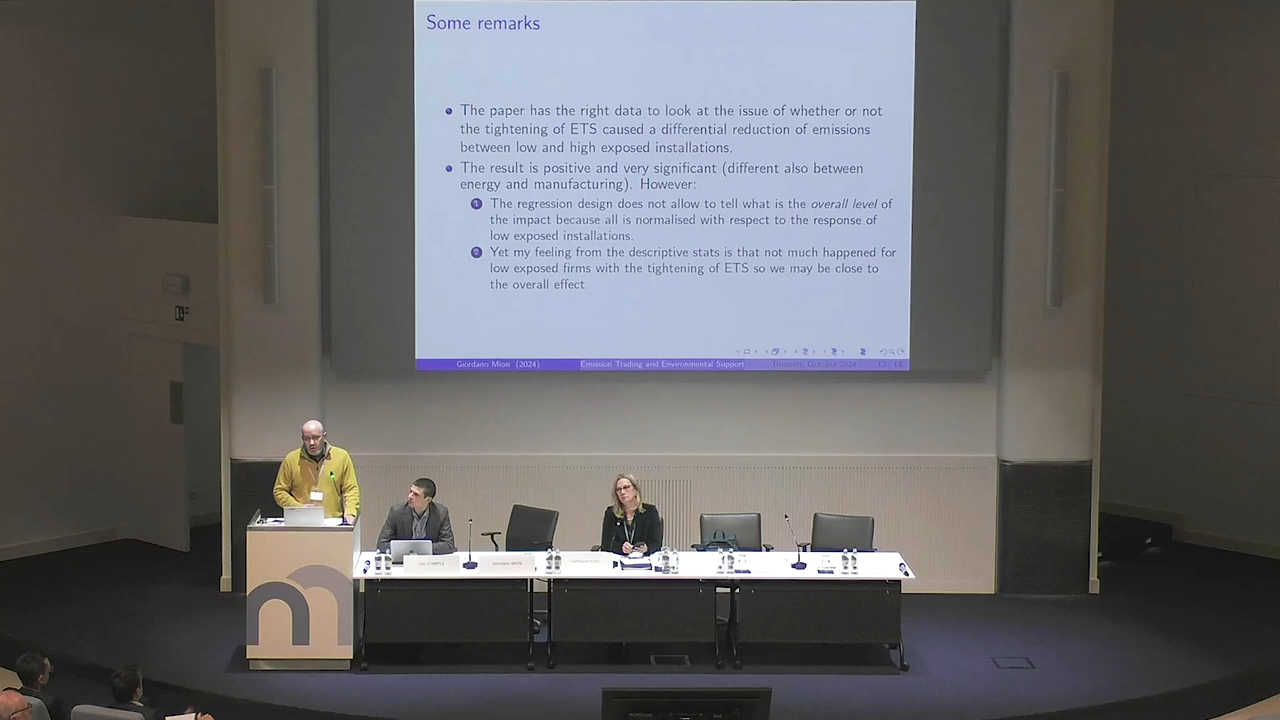 Some remarks
The paper has the right data to look at the issue of whether or not
the tightening of ETS caused a differential reduction of emissions
between low and high exposed installations.
The result is positive and very significant (different also between
energy and manufacturing). However:
1 The regression design does not allow to tell what is the overall level of
the impact because all is normalised with respect to the response of
low exposed installations.
2 Yet my feeling from the descriptive stats is that not much happened for
low exposed firms with the tightening of ETS so we may be close to
the overall effect.
Giordano Mion (2024) Emission Trading and Environmental Support Brussels, October 2024